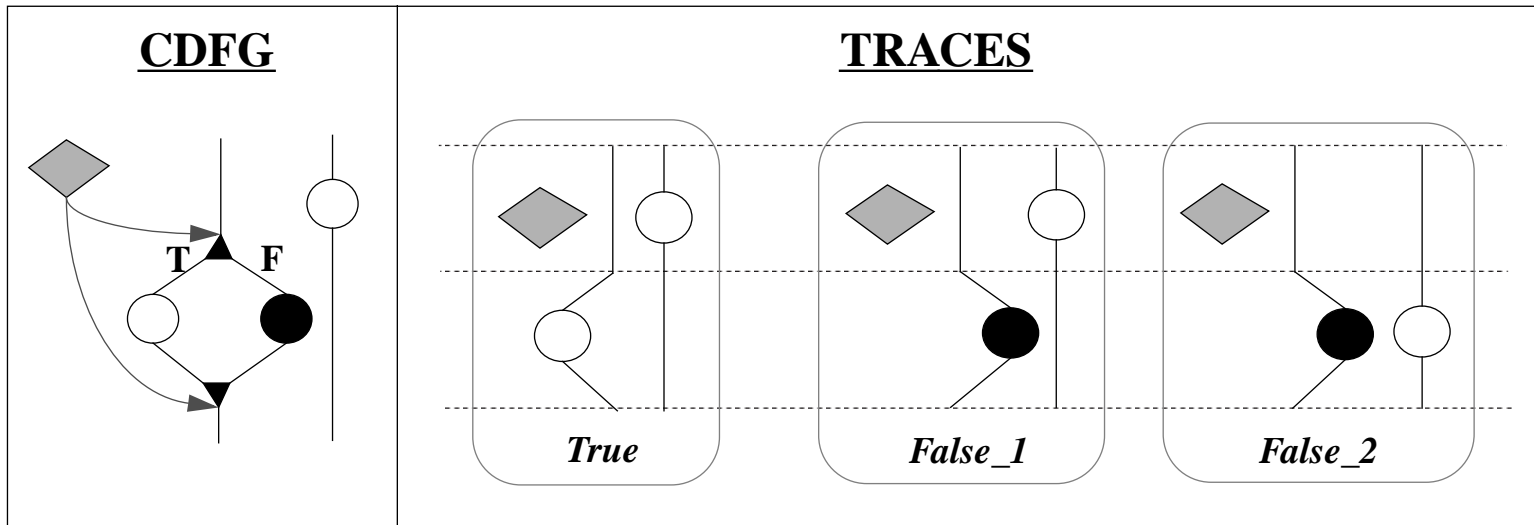 CDFG
TRACES
T F
True
False_1
False_2